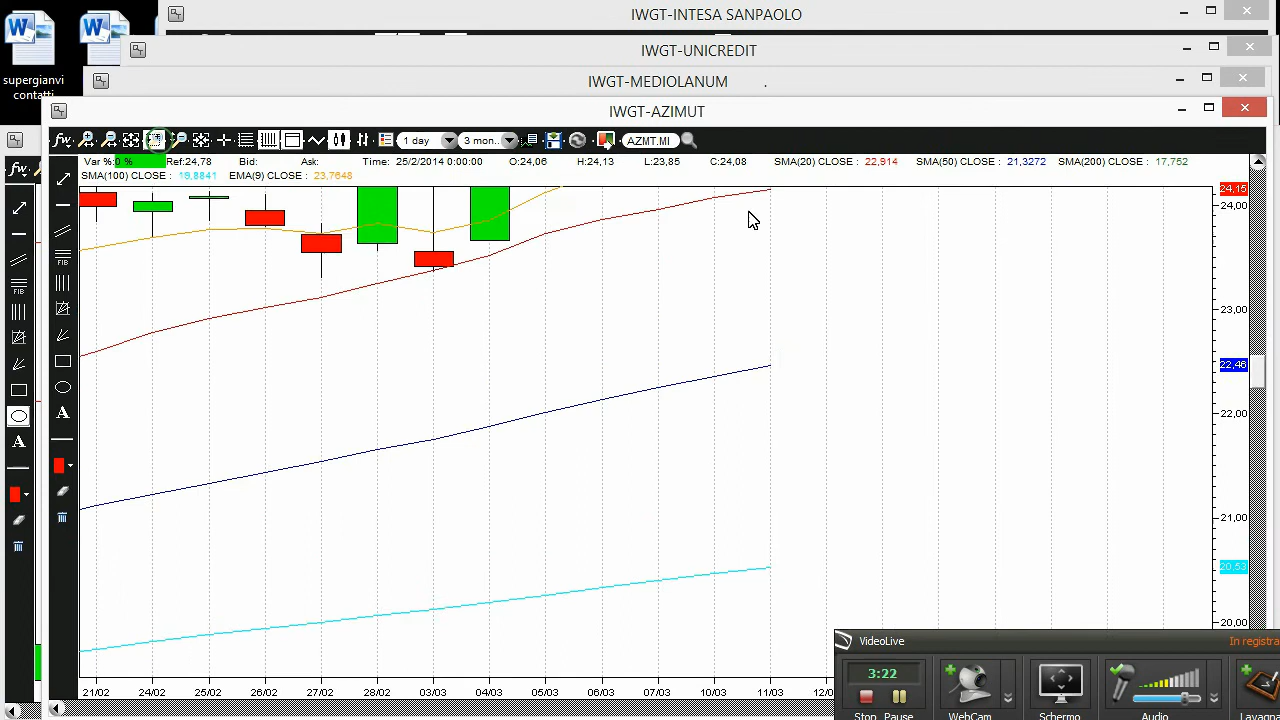 IWGT-INTESA SANPAOLO
IWGT-UNICREDIT
IWGT-MEDIOLANUM .
IWGT-AZIMUT
supergianvi
contatti
fw 1 day 3 mon.. AZMT.MI
Var %: 0 % Ref:24,78 Bid: Ask: Time: 25/2/2014 0:00:00 O:24,06 H:24,13 L:23,85 C:24,08 SMA(20) CLOSE : 22,914 SMA(50) CLOSE : 21,3272 SMA(200) CLOSE : 17,752
SMA(100) CLOSE : 19,8841 EMA(9) CLOSE : 23,7648
fw
FIB
A
FIB
A
24,15
24,00
23,00
22,46
22,00
21,00
20,53
20,00
21/02 24/02 25/02 26/02 27/02 28/02 03/03 04/03 05/03 06/03 07/03 10/03 11/03 12/0
VideoLive In registra
3:22
Stop Pause WebCam Schermo Audio Lavagn